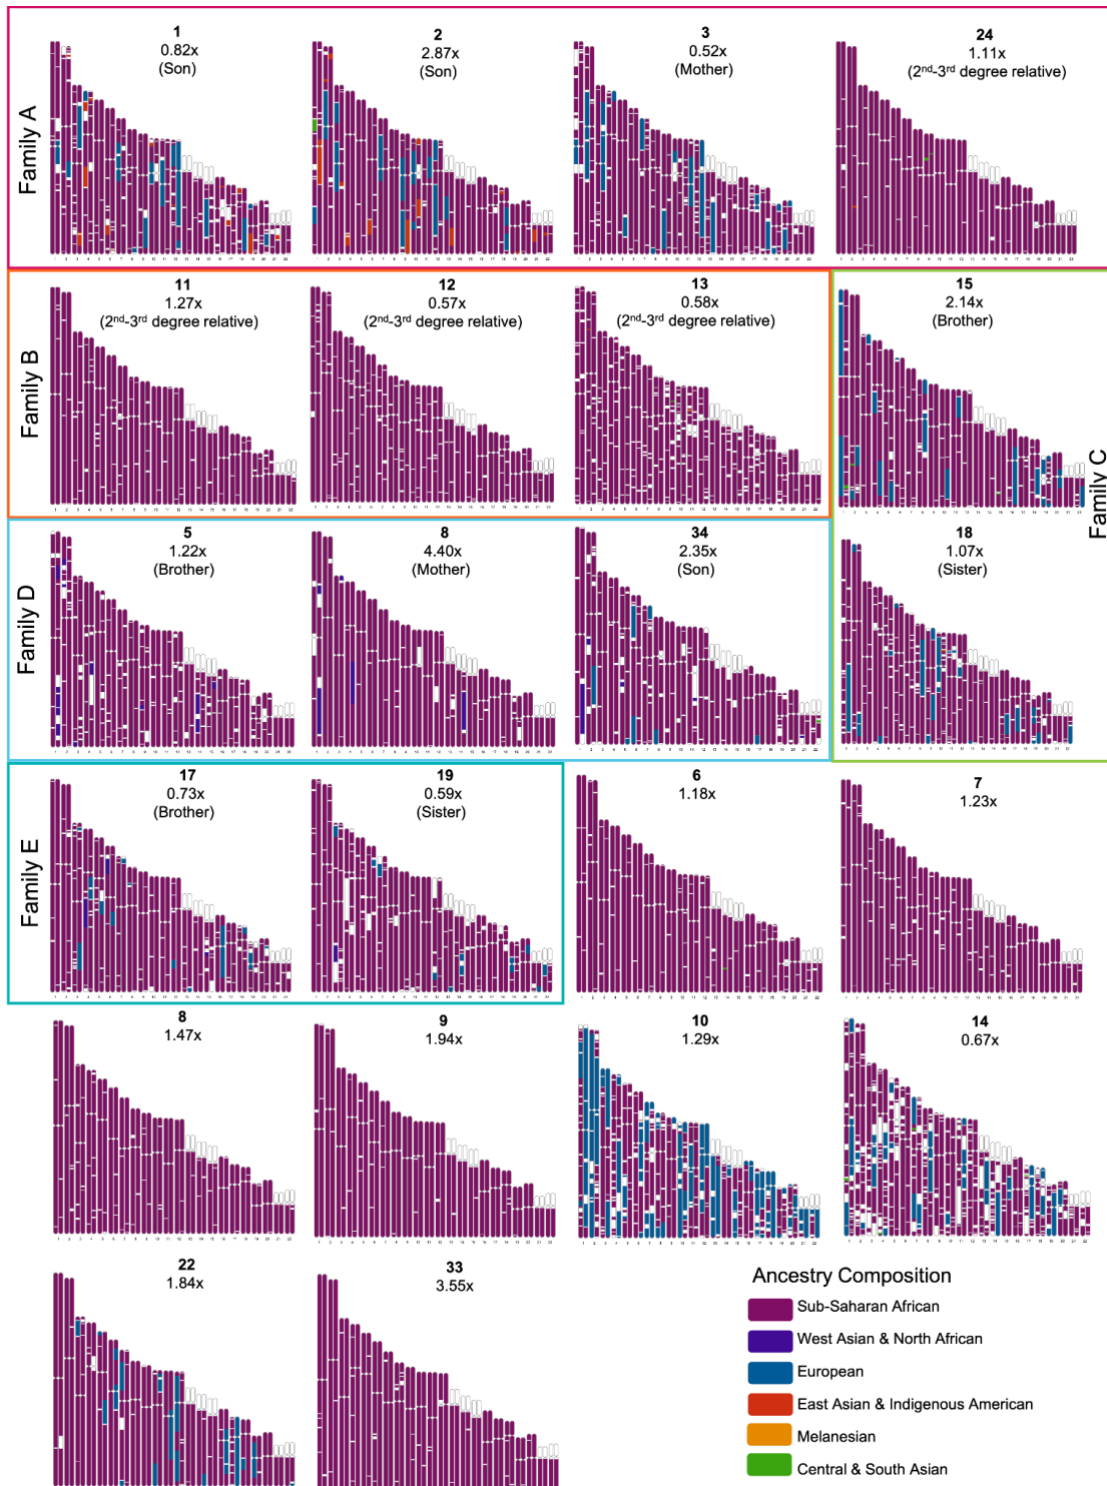 Family A
1
0.82x
(Son)
2
2.87x
(Son)
3
0.52x
(Mother)
24
1.11x
(2nd-3rd degree relative)
Family B
11
1.27x
(2nd-3rd degree relative)
12
0.57x
(2nd-3rd degree relative)
13
0.58x
(2nd-3rd degree relative)
Family C
15
2.14x
(Brother)
18
1.07x
(Sister)
Family D
5
1.22x
(Brother)
8
4.40x
(Mother)
34
2.35x
(Son)
Family E
17
0.73x
(Brother)
19
0.59x
(Sister)
6
1.18x
7
1.23x
8
1.47x
9
1.94x
10
1.29x
14
0.67x
22
1.84x
33
3.55x
Ancestry Composition
Sub-Saharan African
West Asian & North African
European
East Asian & Indigenous American
Melanesian
Central & South Asian